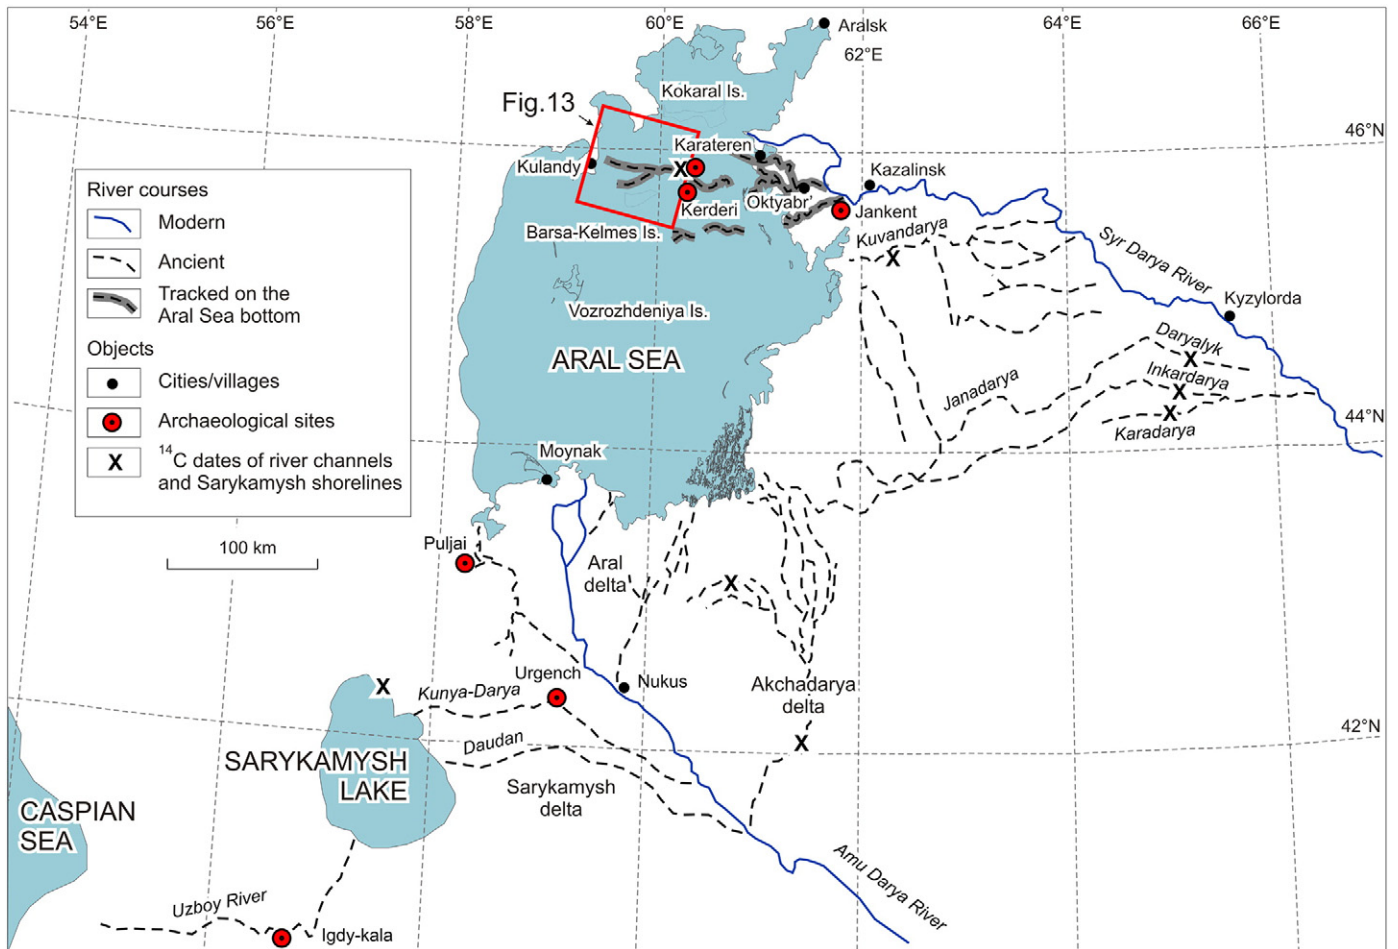 54°E
56°E
58°E
60°E
62°E
64°E
66°E
Aralsk
Kokaral Is.
Fig.13
46°N
Karateren
Kulandy
Kazalinsk
Oktyabr'
Kerderi
Jankent
Barsa-Kelmes Is.
Kuvandarya
Syr Darya River
Kyzylorda
Vozrozhdeniya Is.
ARAL SEA
Daryalyk
Inkardarya
Janadarya
Karadarya
44°N
River courses
Modern
Ancient
Tracked on the
Aral Sea bottom
Objects
Cities/villages
Archaeological sites
X
14C dates of river channels
and Sarykamysh shorelines
100 km
X
X
X
X
X
X
X
X
X
Moynak
Puljai
Aral
delta
Urgench
Nukus
Akchadarya
delta
Kunya-Darya
Daudan
42°N
SARYKAMYSH
LAKE
Sarykamysh
delta
CASPIAN
SEA
Amu Darya River
Uzboy River
Igdy-kala